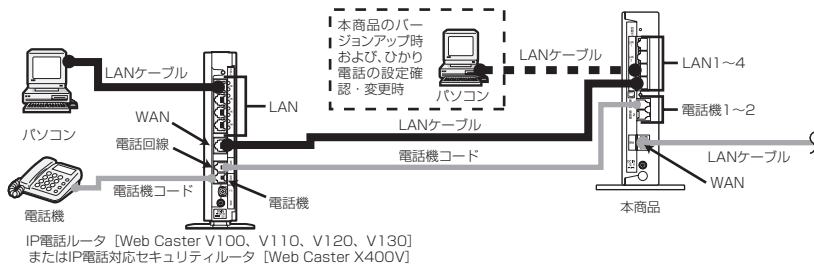 本商品のバー
ジョンアップ時
および、ひかり
電話の設定確
認・変更時
パソコン
LANケーブル
LAN1～4
電話機1～2
LANケーブル
WAN
本商品
LANケーブル
パソコン
LAN
WAN
電話回線
LANケーブル
電話機コード
電話機コード
電話機
電話機
IP電話ルータ［Web Caster V100、V110、V120、V130］
またはIP電話対応セキュリティルータ［Web Caster X400V］